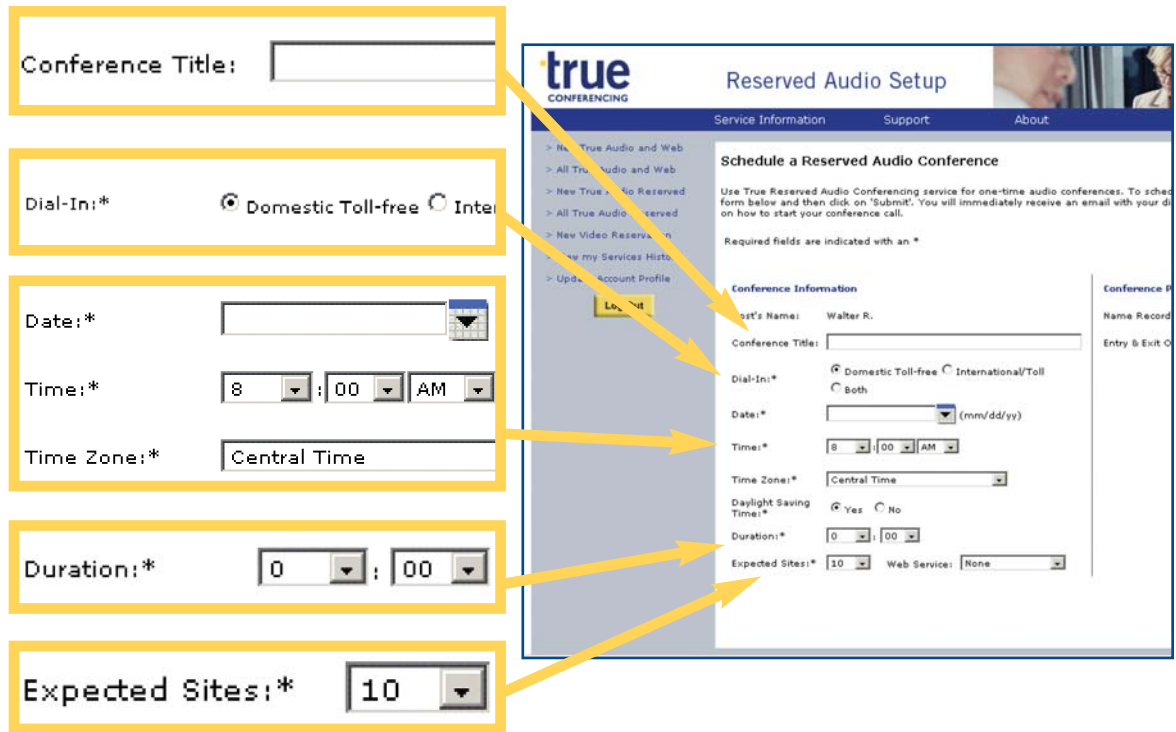 Conference Title:
Dial-In:*
Domestic Toll-free
Date:*
Time:*
8 : 00 AM
Time Zone:*
Central Time
Duration:*
0 : 00
Expected Sites:*
10
true
CONFERENCING
Reserved Audio Setup
Service Information Support About
> New True Audio and Web
> All True Audio and Web
> New True Audio Reserved
> All True Audio Reserved
> New Video Reservation
my Services
> Update Account Profile
Log Out
Schedule a Reserved Audio Conference
Use True Reserved Audio Conferencing service for one-time audio conferences. To
form below and then click on 'Submit'. You will immediately receive an email with your
on how to start your conference call.
Required fields are indicated with an *
Conference Information
Host's Name: Walter R.
Conference Title:
Dial-In:*
Domestic Toll-free International/Toll
Both
Date:* (mm/dd/yy)
Time:* 8 : 00 AM
Time Zone:* Central Time
Daylight Saving
Time:*
Yes No
Duration:* 0 : 00
Expected Sites:* 10 Web Service: None
Conference
Name Record
Entry & Exit